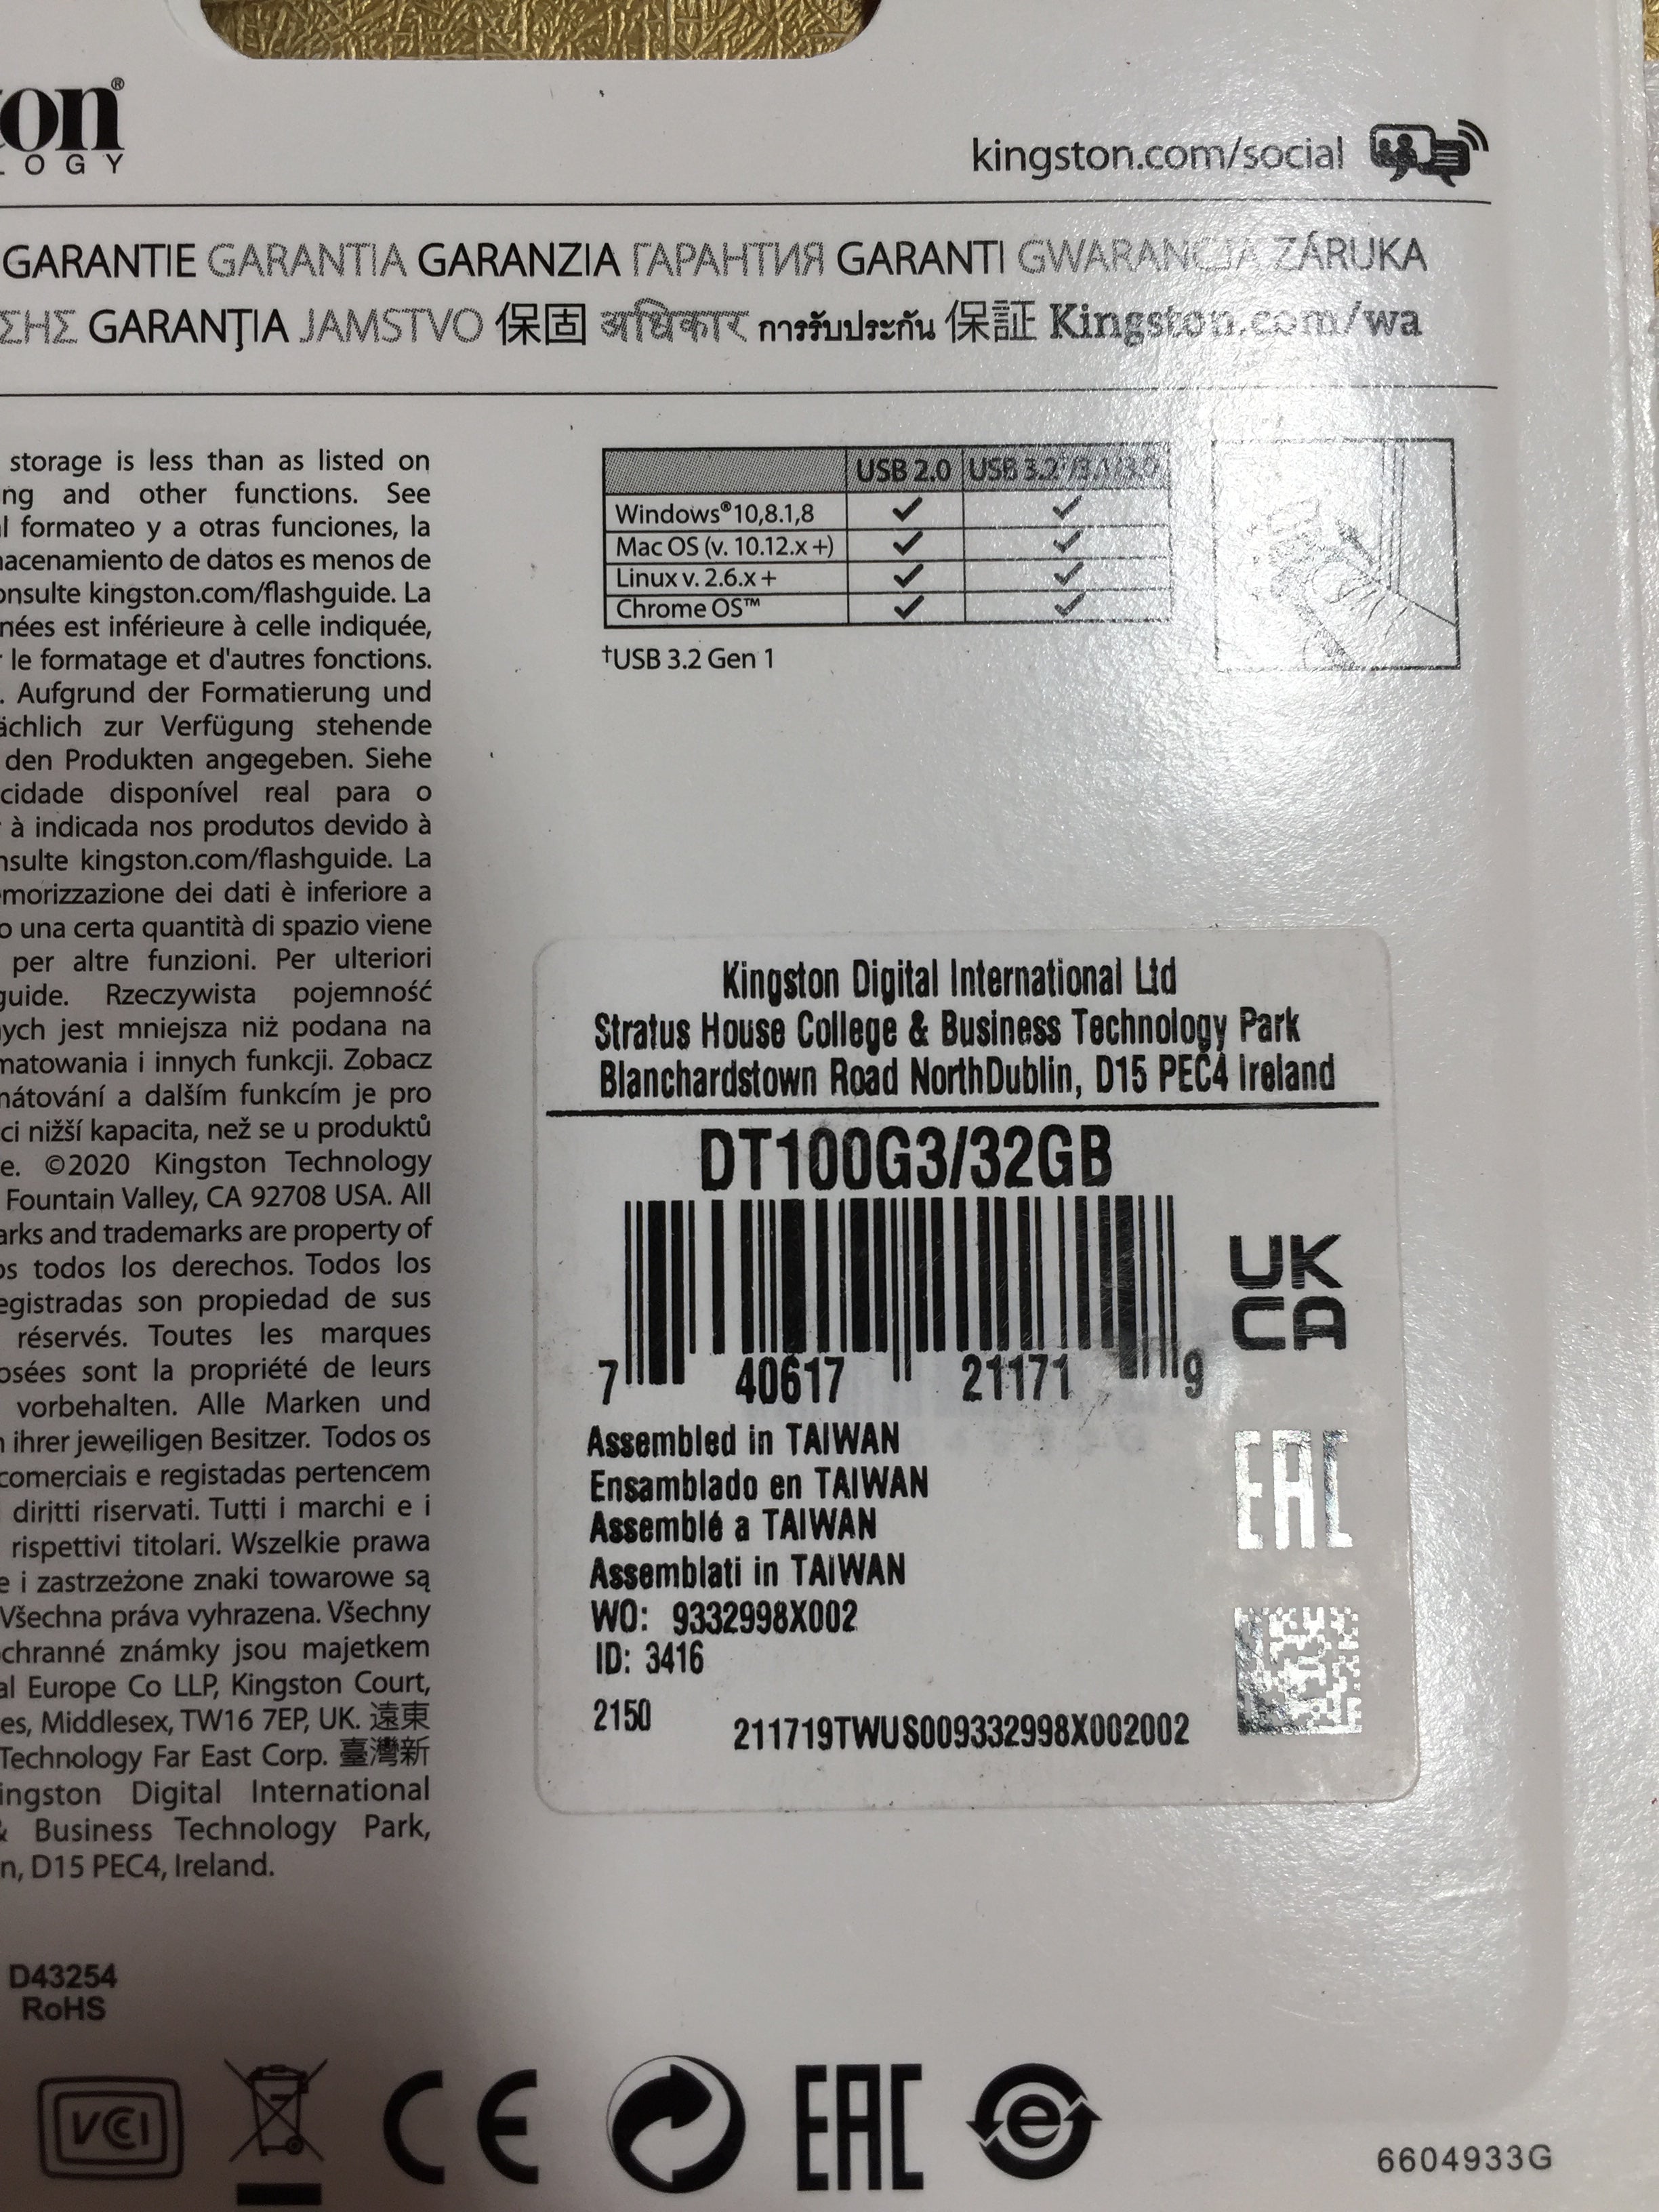 ton®
LOGY
kingston.com/social
GARANTIE GARANTIA GARANZIA ГАРАНТИЯ GARANTI GWARANCJA ZÁRUKA
ΣΗΣ GARANŢIA JAMSTVO 保固 अधिकार การรับประกัน 保証 Kingston.com/wa
storage is less than as listed on
ng and other functions. See
l formateo y a otras funciones, la
nacenamiento de datos es menos de
onsulte kingston.com/flashguide. La
nées est inférieure à celle indiquée,
r le formatage et d'autres fonctions.
. Aufgrund der Formatierung und
ächlich zur Verfügung stehende
den Produkten angegeben. Siehe
cidade disponível real para o
r à indicada nos produtos devido à
nsulte kingston.com/flashguide. La
emorizzazione dei dati è inferiore a
o una certa quantità di spazio viene
per altre funzioni. Per ulteriori
guide. Rzeczywista pojemność
ych jest mniejsza niż podana na
matowania i innych funkcji. Zobacz
mátování a dalším funkcím je pro
ci nižší kapacita, než se u produktů
e. ©2020 Kingston Technology
Fountain Valley, CA 92708 USA. All
arks and trademarks are property of
os todos los derechos. Todos los
egistradas son propiedad de sus
réservés. Toutes les marques
osées sont la propriété de leurs
vorbehalten. Alle Marken und
n ihrer jeweiligen Besitzer. Todos os
comerciais e registadas pertencem
diritti riservati. Tutti i marchi e i
rispettivi titolari. Wszelkie prawa
e i zastrzeżone znaki towarowe są
Všechna práva vyhrazena. Všechny
chranné známky jsou majetkem
al Europe Co LLP, Kingston Court,
es, Middlesex, TW16 7EP, UK. 遠東
Technology Far East Corp. 臺灣新
ingston Digital International
& Business Technology Park,
n, D15 PEC4, Ireland.
USB 2.0 USB 3.2†/3.1/3.0
Windows® 10,8.1,8
Mac OS (v. 10.12.x +)
Linux v. 2.6.x +
Chrome OS™
†USB 3.2 Gen 1
Kingston Digital International Ltd
Stratus House College & Business Technology Park
Blanchardstown Road NorthDublin, D15 PEC4 Ireland
DT100G3/32GB
UK
CA
7 40617 21171 9
Assembled in TAIWAN
Ensamblado en TAIWAN
Assemblé a TAIWAN
Assemblati in TAIWAN
EAC
WO: 9332998X002
ID: 3416
2150 211719TWUS009332998X002002
D43254
RoHS
VCCI CE EAC e
6604933G